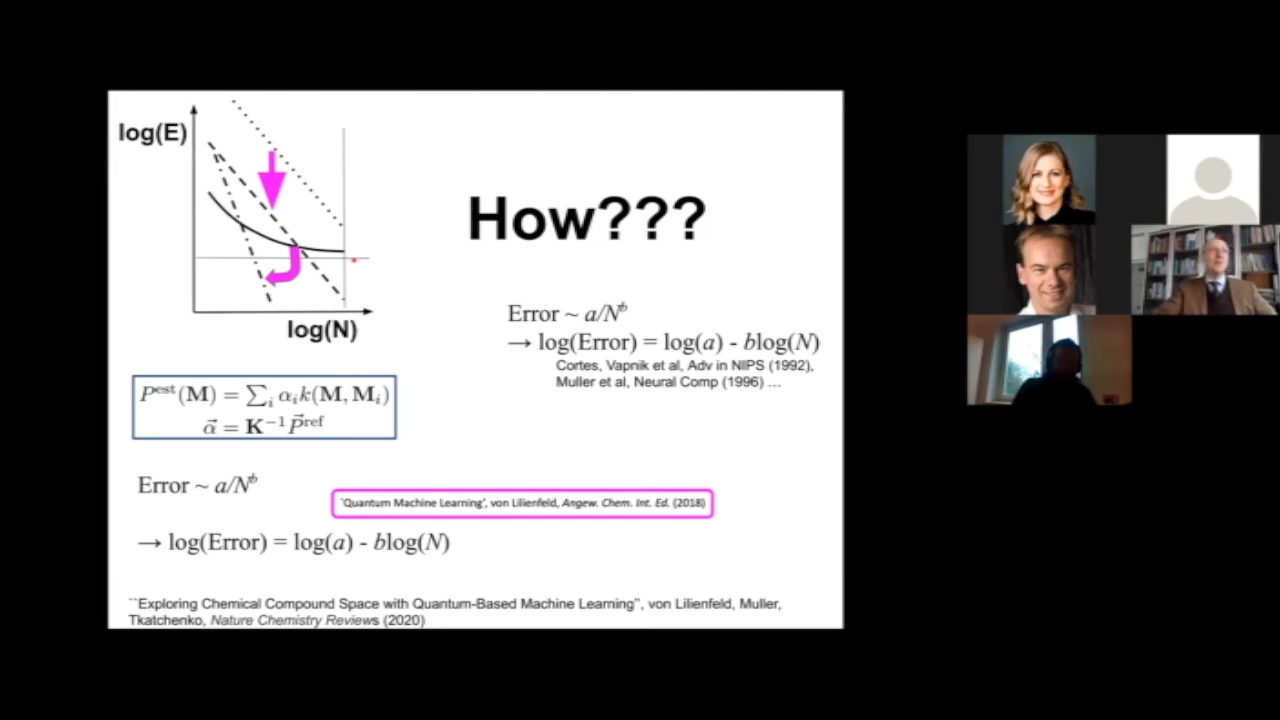 log(E)
log(N)
How???
Error ~ a/N^b
→ log(Error) = log(a) - blog(N)
Cortes, Vapnik et al, Adv in NIPS (1992),
Muller et al, Neural Comp (1996) ...
P^est(M) = ∑_i α_i k(M, M_i)
α⃗ = K^−1 P⃗^ref
Error ~ a/N^b
`Quantum Machine Learning', von Lilienfeld, Angew. Chem. Int. Ed. (2018)
→ log(Error) = log(a) - blog(N)
``Exploring Chemical Compound Space with Quantum-Based Machine Learning", von Lilienfeld, Muller,
Tkatchenko, Nature Chemistry Reviews (2020)